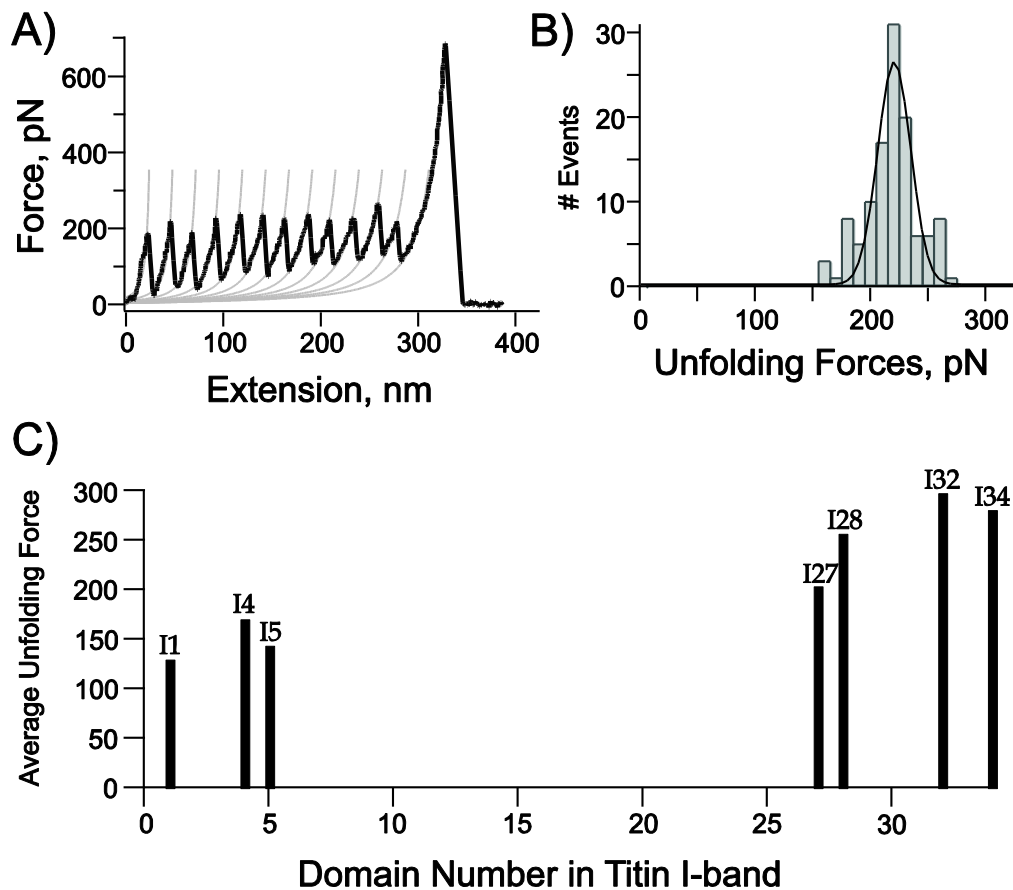 A)
Force, pN
600
400
200
0
0 100 200 300 400
Extension, nm
B)
# Events
30
20
10
0
0 100 200 300
Unfolding Forces, pN
C)
Average Unfolding Force
300
250
200
150
100
50
0
I1
I4
I5
I27
I28
I32
I34
0 5 10 15 20 25 30
Domain Number in Titin I-band